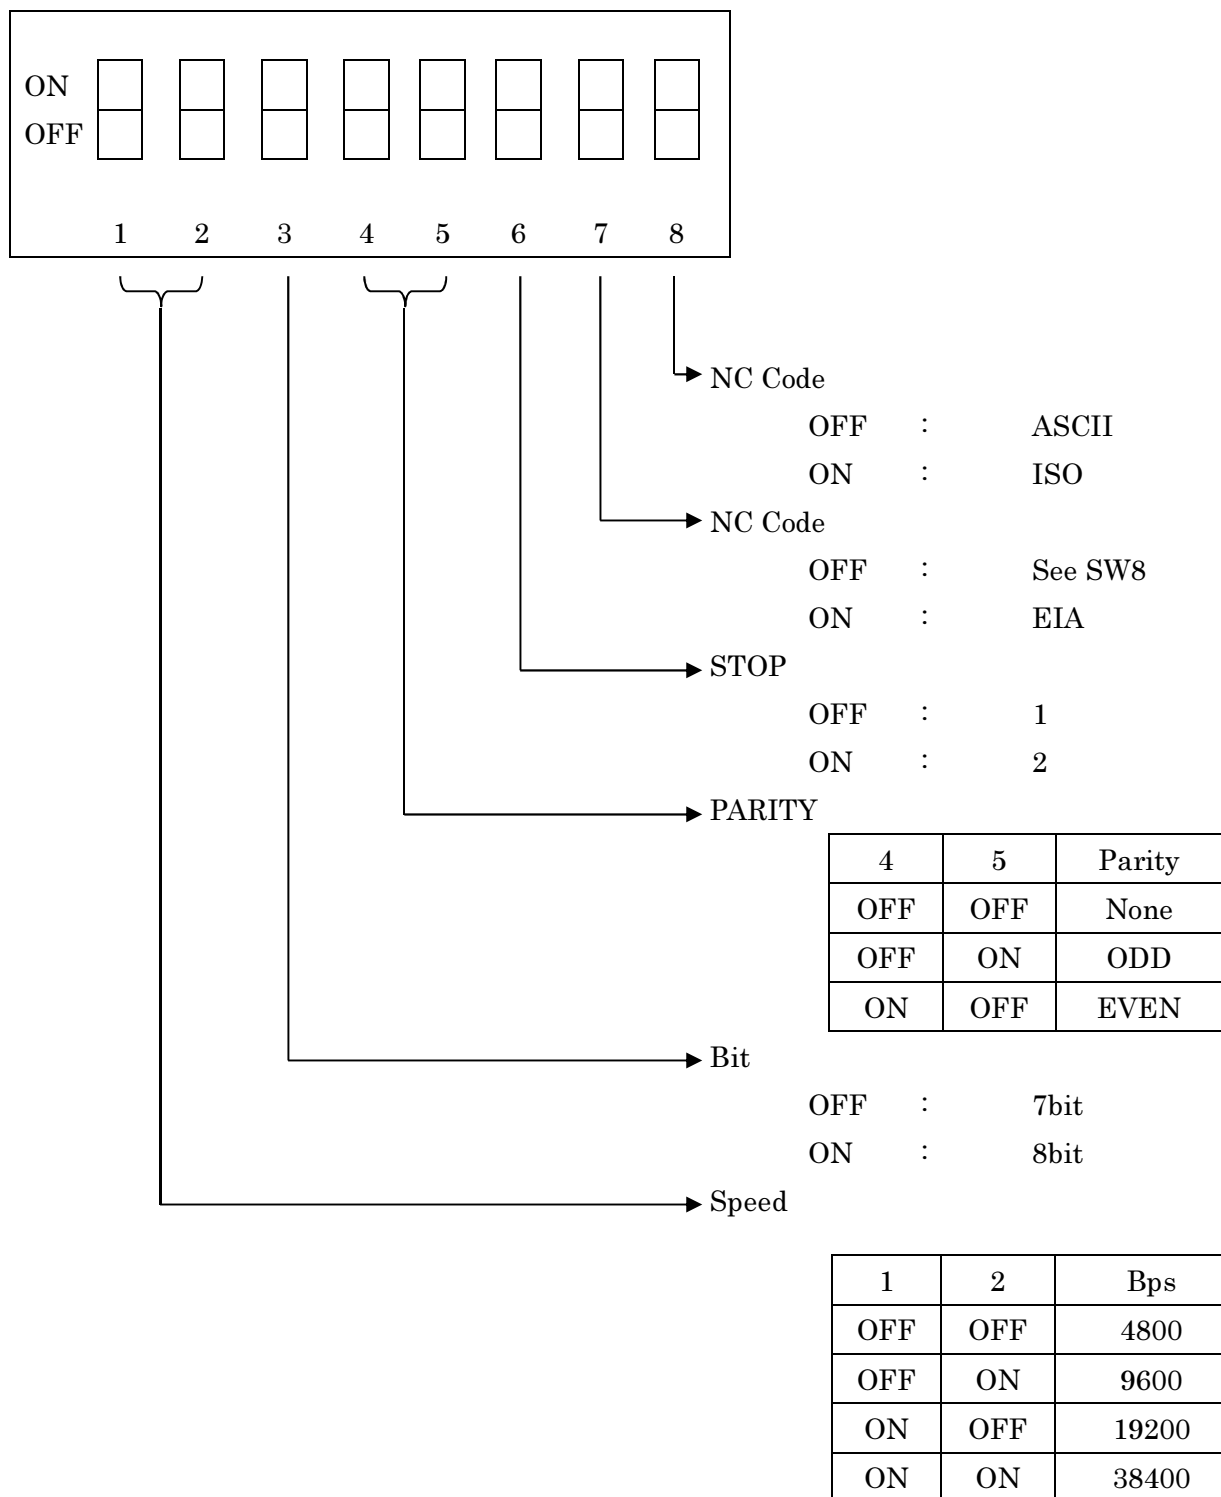 ON
OFF
1 2 3 4 5 6 7 8
NC Code
OFF : ASCII
ON : ISO
NC Code
OFF : See SW8
ON : EIA
STOP
OFF : 1
ON : 2
PARITY
4 5 Parity
OFF OFF None
OFF ON ODD
ON OFF EVEN
Bit
OFF : 7bit
ON : 8bit
Speed
1 2 Bps
OFF OFF 4800
OFF ON 9600
ON OFF 19200
ON ON 38400